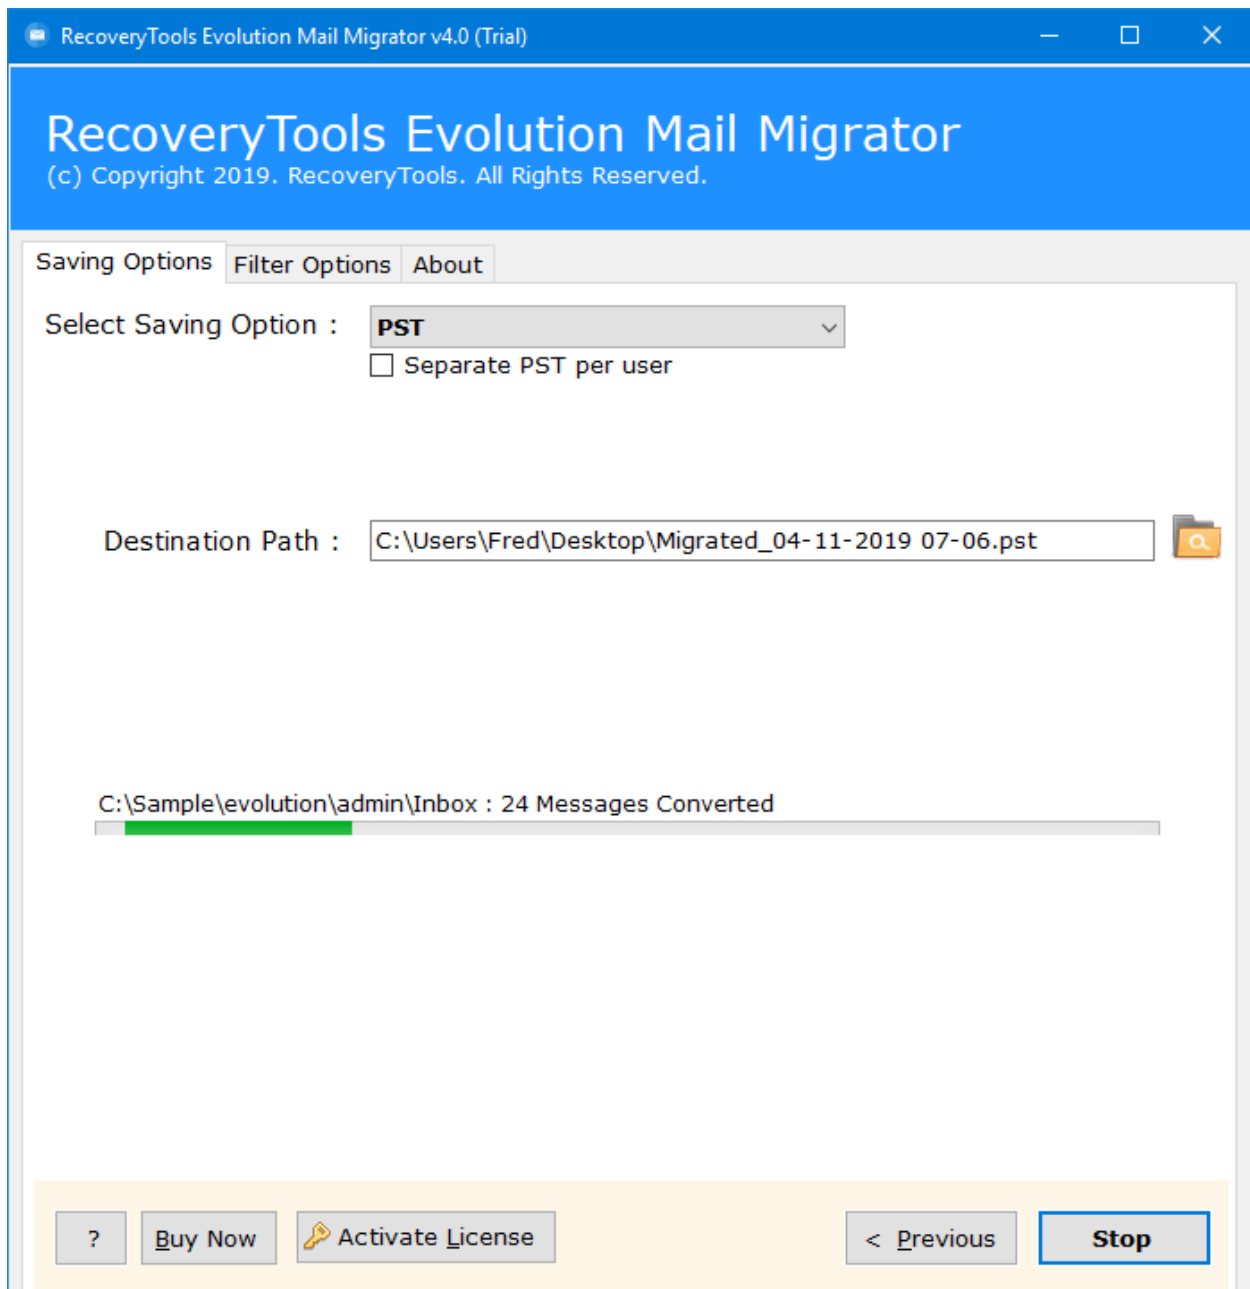 RecoveryTools Evolution Mail Migrator v4.0 (Trial)
RecoveryTools Evolution Mail Migrator
(c) Copyright 2019. RecoveryTools. All Rights Reserved.
Saving Options Filter Options About
Select Saving Option : PST
Separate PST per user
Destination Path : C:\Users\Fred\Desktop\Migrated_04-11-2019 07-06.pst
C:\Sample\evolution\admin\Inbox : 24 Messages Converted
? Buy Now Activate License < Previous Stop